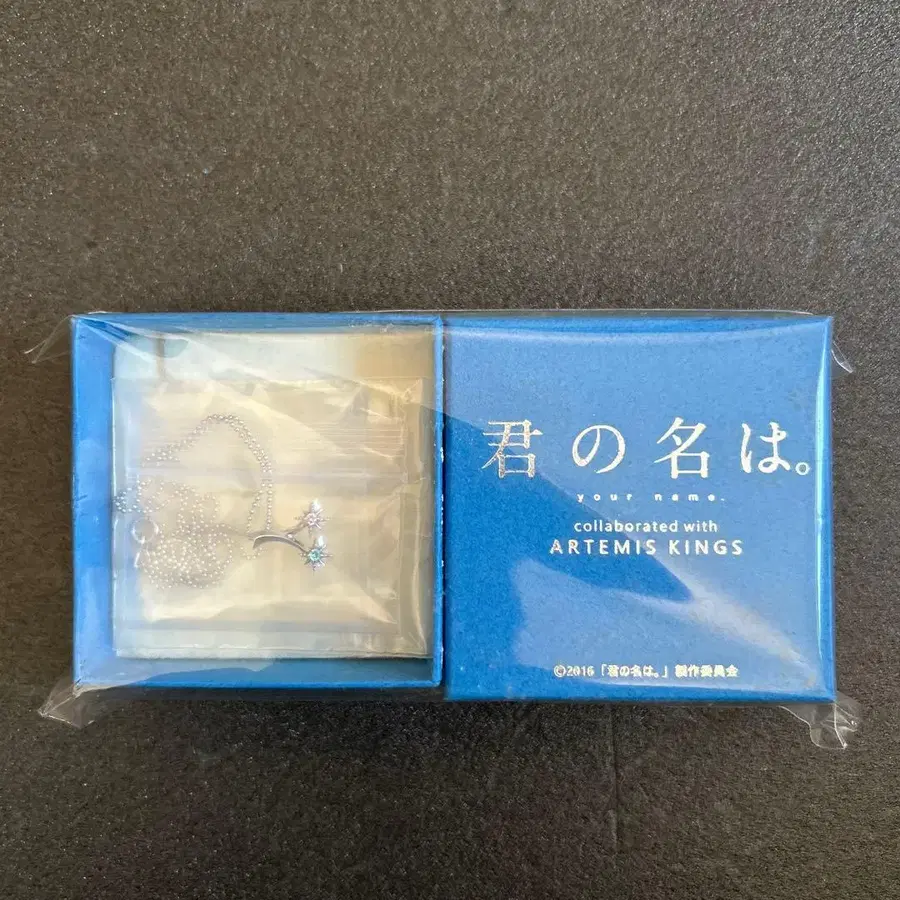 君の名は。
your name.
collaborated with
ARTEMIS KINGS
©2016「君の名は。」製作委員会